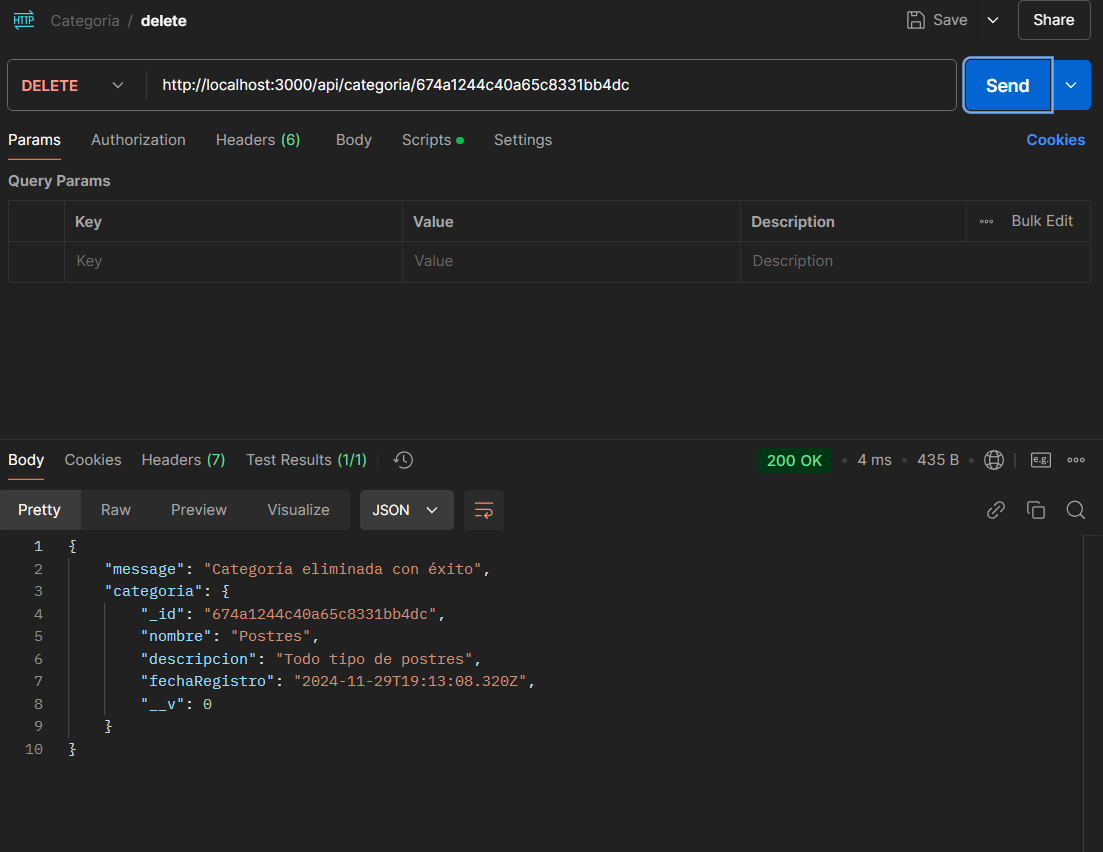 HTTP Categoria / delete Save Share
DELETE http://localhost:3000/api/categoria/674a1244c40a65c8331bb4dc Send
Params Authorization Headers (6) Body Scripts Settings Cookies
Query Params
Key Value Description Bulk Edit
Key Value Description
Body Cookies Headers (7) Test Results (1/1) 200 OK 4 ms 435 B e.g.
Pretty Raw Preview Visualize JSON
1 {
2 "message": "Categoría eliminada con éxito",
3 "categoria": {
4 "_id": "674a1244c40a65c8331bb4dc",
5 "nombre": "Postres",
6 "descripcion": "Todo tipo de postres",
7 "fechaRegistro": "2024-11-29T19:13:08.320Z",
8 "__v": 0
9 }
10 }